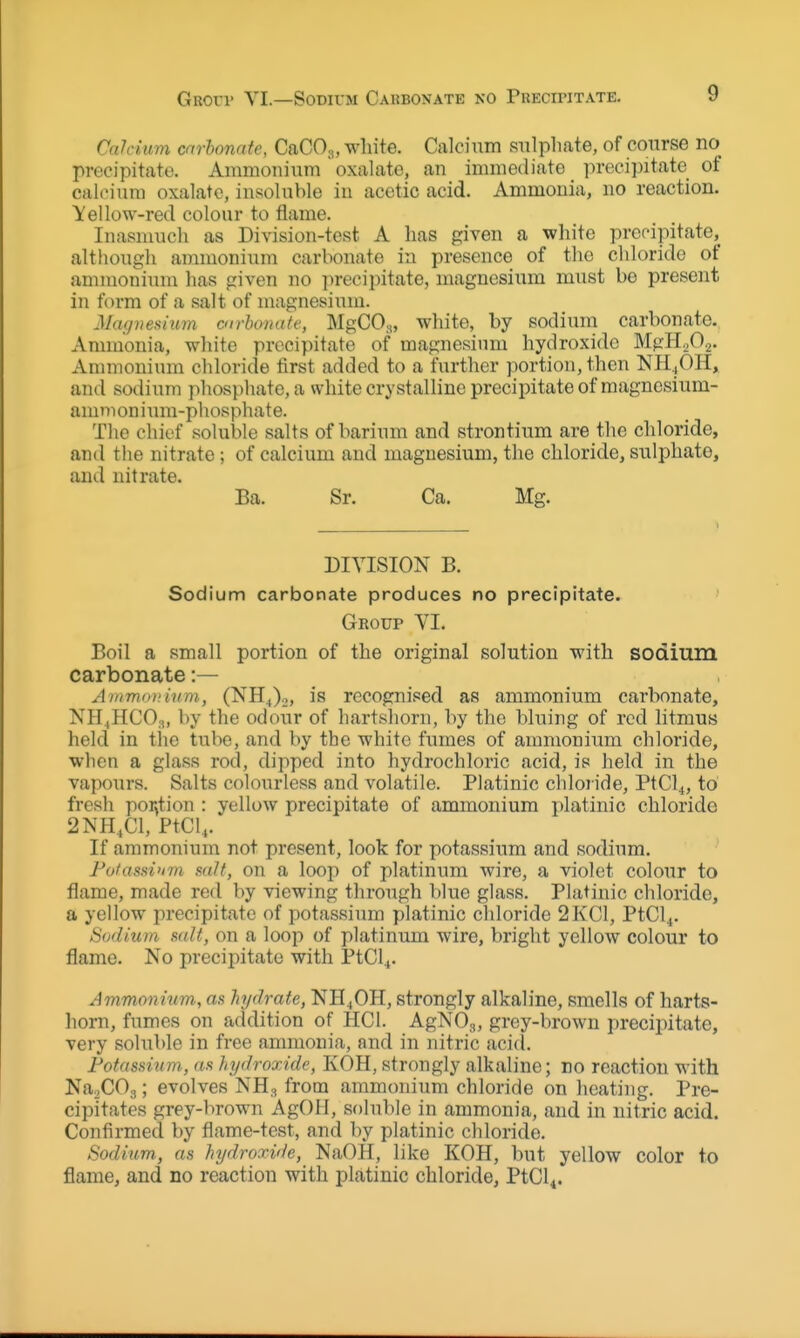 GROUP VI.—SODIUM CARBONATE NO PRECIPITATE. 9
Calcium carbonate, CaCO₃, white. Calcium sulphate, of course no
precipitate. Ammonium oxalate, an immediate precipitate of
calcium oxalate, insoluble in acetic acid. Ammonia, no reaction.
Yellow-red colour to flame.
Inasmuch as Division-test A has given a white precipitate,
although ammonium carbonate in presence of the chloride of
ammonium has given no precipitate, magnesium must be present
in form of a salt of magnesium.
Magnesium carbonate, MgCO₃, white, by sodium carbonate.
Ammonia, white precipitate of magnesium hydroxide MgH₂O₂.
Ammonium chloride first added to a further portion, then NH₄OH,
and sodium phosphate, a white crystalline precipitate of magnesium-
ammonium-phosphate.
The chief soluble salts of barium and strontium are the chloride,
and the nitrate ; of calcium and magnesium, the chloride, sulphate,
and nitrate.
Ba. Sr. Ca. Mg.
DIVISION B.
Sodium carbonate produces no precipitate.
GROUP VI.
Boil a small portion of the original solution with sodium
carbonate :—
Ammonium, (NH₄)₂, is recognised as ammonium carbonate,
NH₄HCO₃, by the odour of hartshorn, by the bluing of red litmus
held in the tube, and by the white fumes of ammonium chloride,
when a glass rod, dipped into hydrochloric acid, is held in the
vapours. Salts colourless and volatile. Platinic chloride, PtCl₄, to
fresh portion : yellow precipitate of ammonium platinic chloride
2NH₄Cl, PtCl₄.
If ammonium not present, look for potassium and sodium.
Potassium salt, on a loop of platinum wire, a violet colour to
flame, made red by viewing through blue glass. Platinic chloride,
a yellow precipitate of potassium platinic chloride 2KCl, PtCl₄.
Sodium salt, on a loop of platinum wire, bright yellow colour to
flame. No precipitate with PtCl₄.
Ammonium, as hydrate, NH₄OH, strongly alkaline, smells of harts-
horn, fumes on addition of HCl. AgNO₃, grey-brown precipitate,
very soluble in free ammonia, and in nitric acid.
Potassium, as hydroxide, KOH, strongly alkaline; no reaction with
Na₂CO₃; evolves NH₃ from ammonium chloride on heating. Pre-
cipitates grey-brown AgOH, soluble in ammonia, and in nitric acid.
Confirmed by flame-test, and by platinic chloride.
Sodium, as hydroxide, NaOH, like KOH, but yellow color to
flame, and no reaction with platinic chloride, PtCl₄.